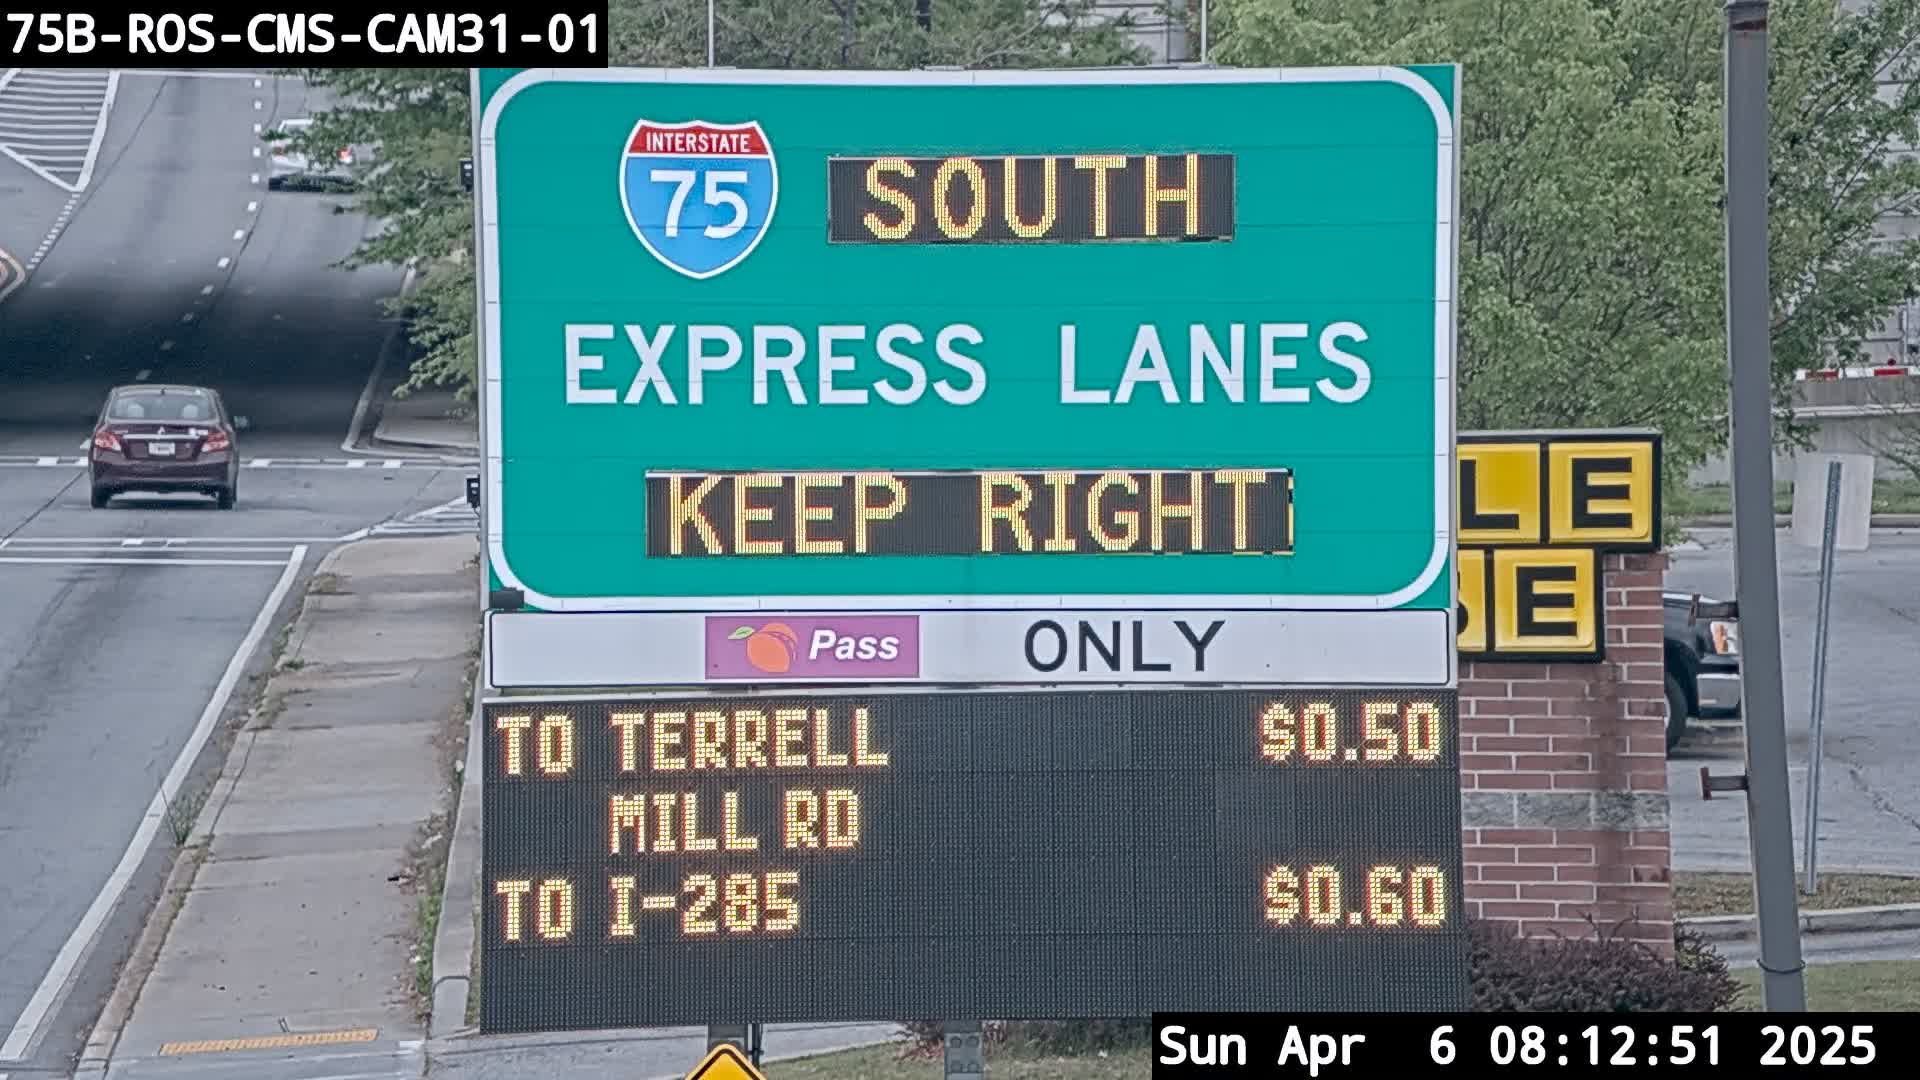 75B-ROS-CMS-CAM31-01
INTERSTATE
75
SOUTH
EXPRESS LANES
KEEP RIGHT
Pass ONLY
TO TERRELL $0.50
MILL RD
TO I-285 $0.60
LE
E
Sun Apr 6 08:12:51 2025